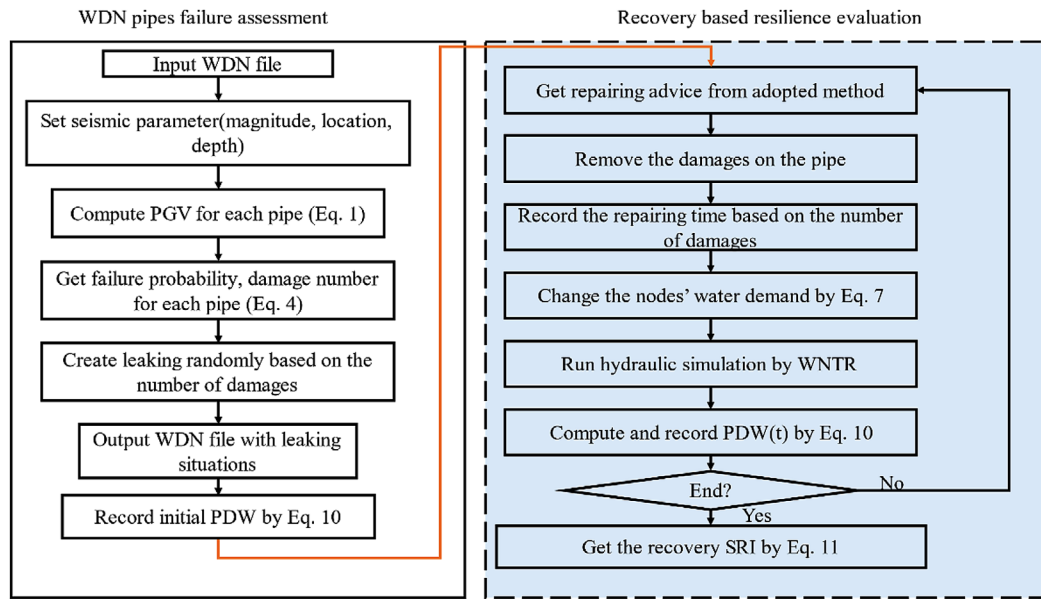 WDN pipes failure assessment
Input WDN file
Set seismic parameter(magnitude, location,
depth)
Compute PGV for each pipe (Eq. 1)
Get failure probability, damage number
for each pipe (Eq. 4)
Create leaking randomly based on the
number of damages
Output WDN file with leaking
situations
Record initial PDW by Eq. 10
Recovery based resilience evaluation
Get repairing advice from adopted method
Remove the damages on the pipe
Record the repairing time based on the number
of damages
Change the nodes’ water demand by Eq. 7
Run hydraulic simulation by WNTR
Compute and record PDW(t) by Eq. 10
End?
No
Yes
Get the recovery SRI by Eq. 11